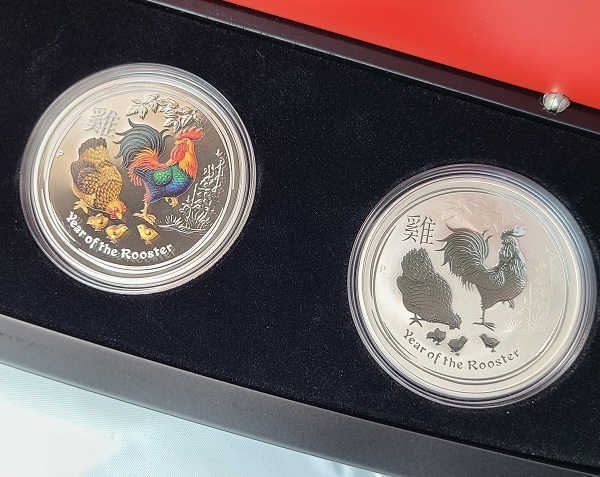 雞
P
Year of the Rooster
雞
P
Year of the Rooster